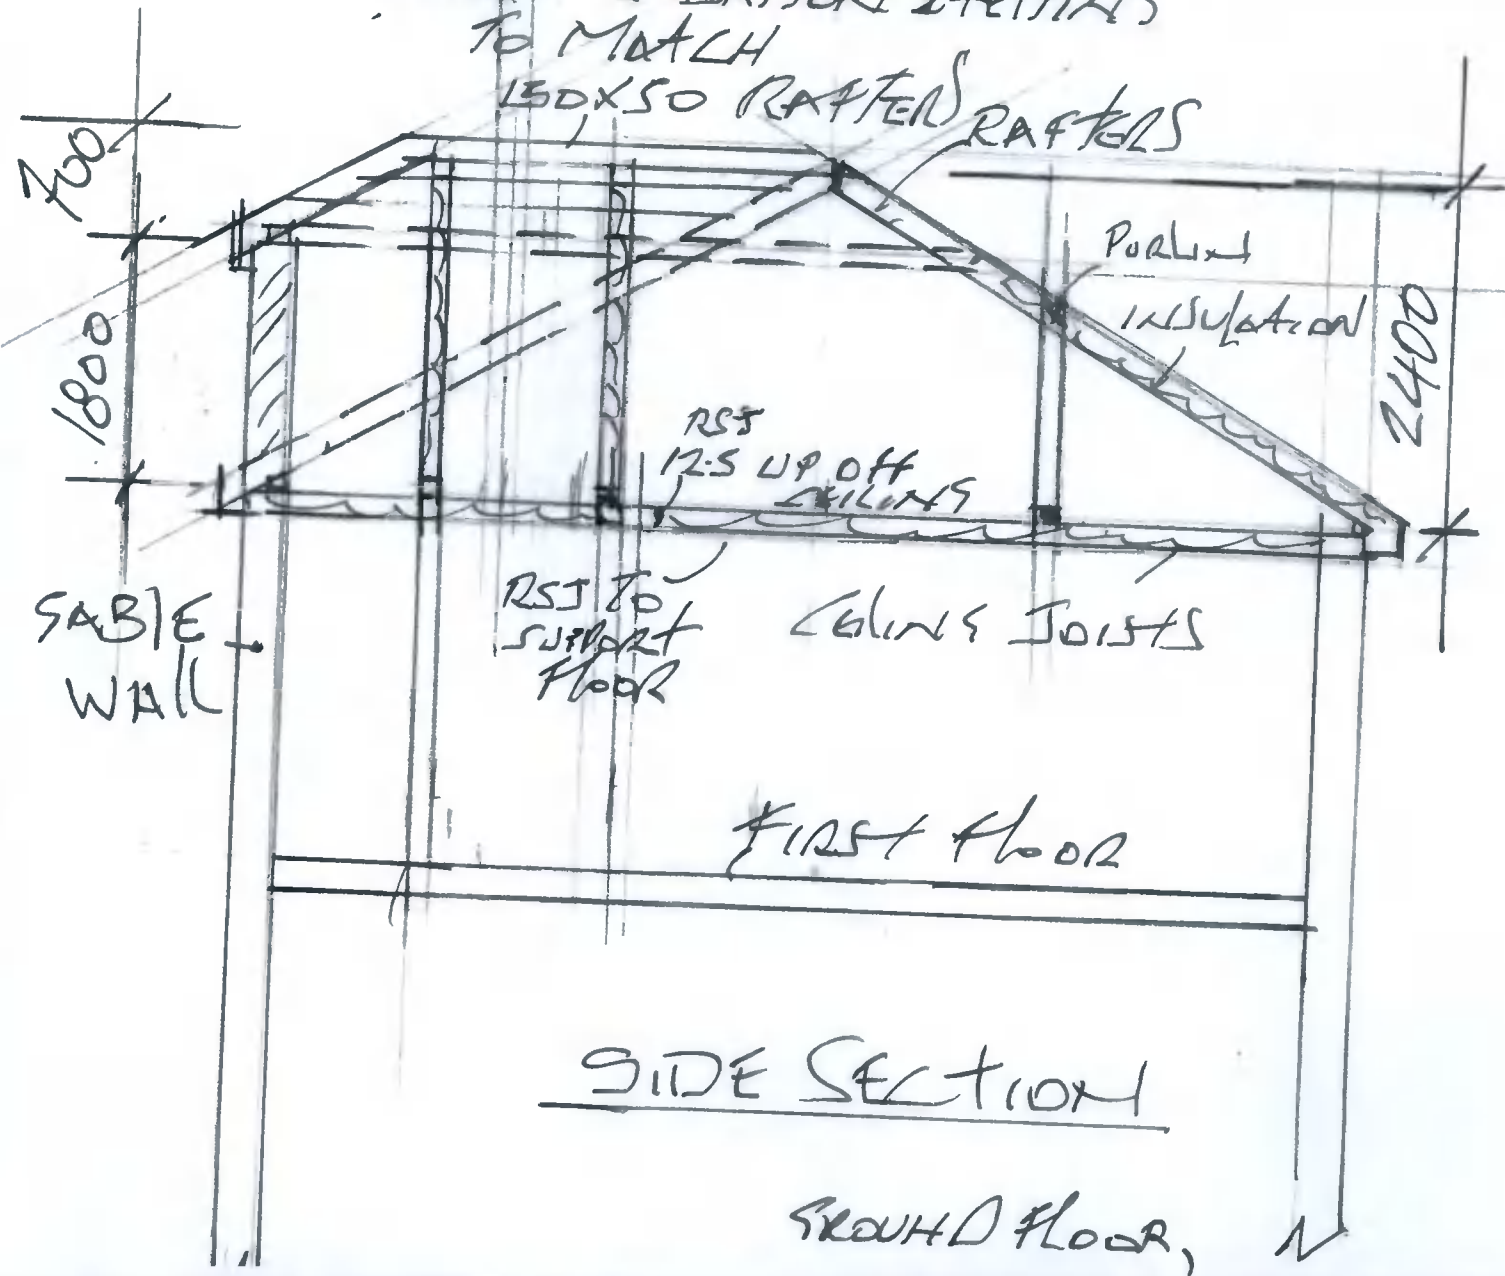 TO MATCH
150X50 RAFTERS
RAFTERS
700
PURLIN
INSULATION
1800
2400
RSJ
12.5 UP OFF
CEILING
RSJ TO
SUPPORT
FLOOR
CEILING JOISTS
GABLE
WALL
FIRST FLOOR
SIDE SECTION
GROUND FLOOR,